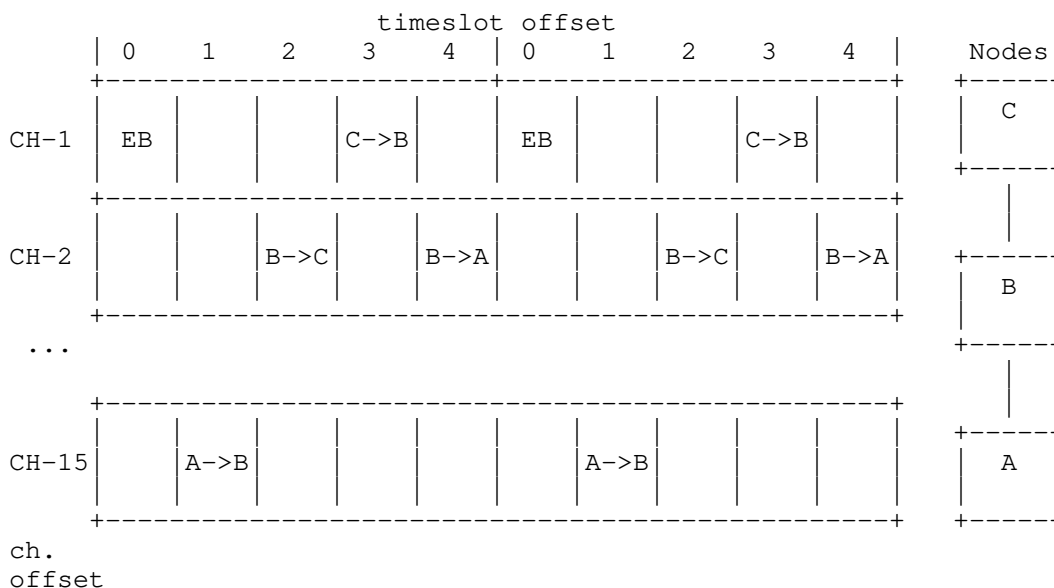 timeslot offset
0 1 2 3 4 0 1 2 3 4 Nodes
C
CH-1 EB C->B EB C->B
CH-2 B->C B->A B->C B->A
B
...
CH-15 A->B A->B A
ch.
offset